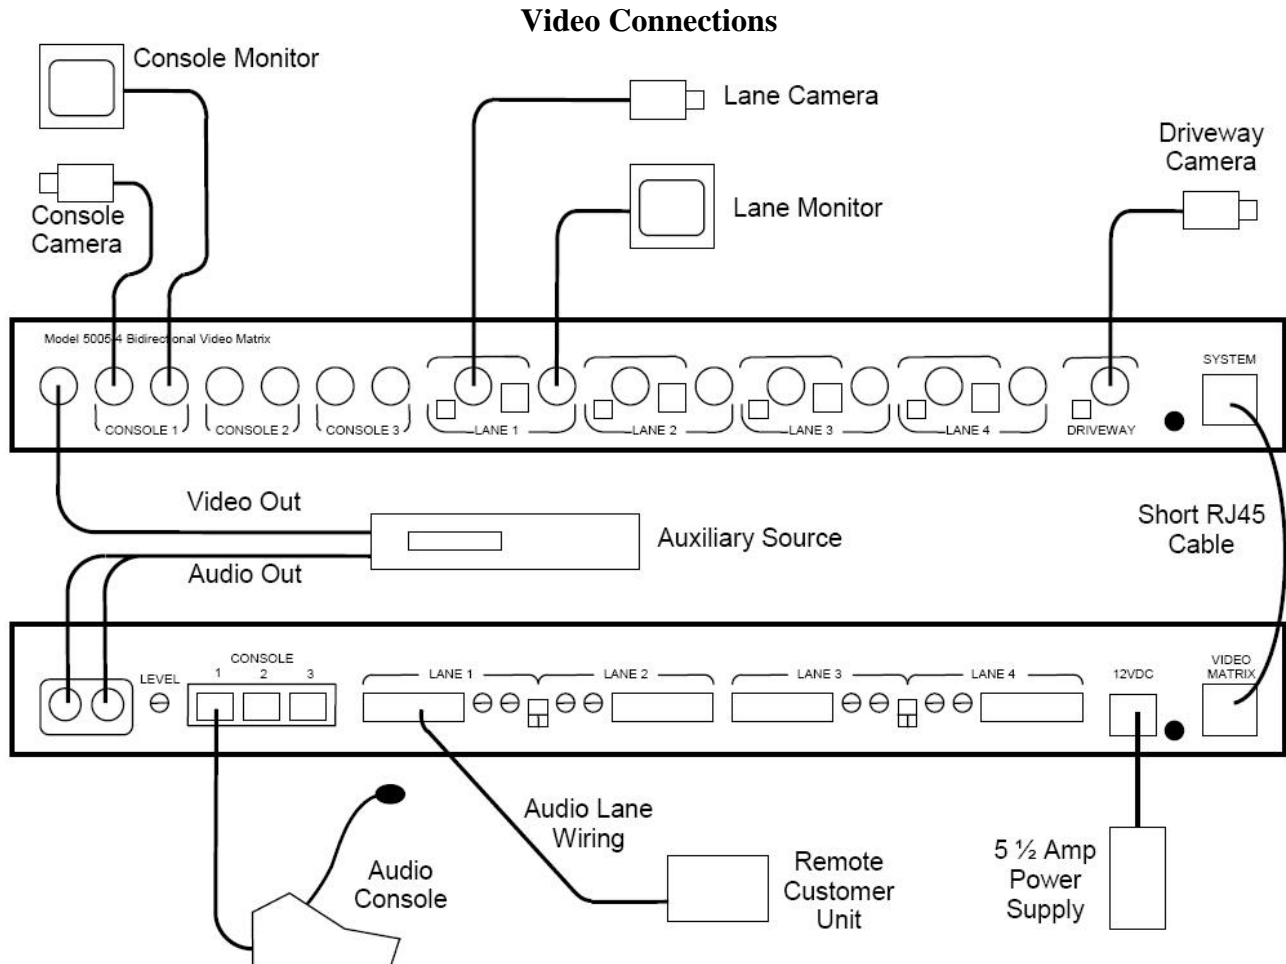 Video Connections
Console Monitor
Lane Camera
Driveway
Camera
Console
Camera
Lane Monitor
Model 5005-4 Bidirectional Video Matrix
SYSTEM
CONSOLE 1
CONSOLE 2
CONSOLE 3
LANE 1
LANE 2
LANE 3
LANE 4
DRIVEWAY
Video Out
Auxiliary Source
Short RJ45
Cable
Audio Out
LEVEL
CONSOLE
1 2 3
LANE 1
LANE 2
LANE 3
LANE 4
12VDC
VIDEO
MATRIX
Audio Lane
Wiring
Audio
Console
Remote
Customer
Unit
5 ½ Amp
Power
Supply